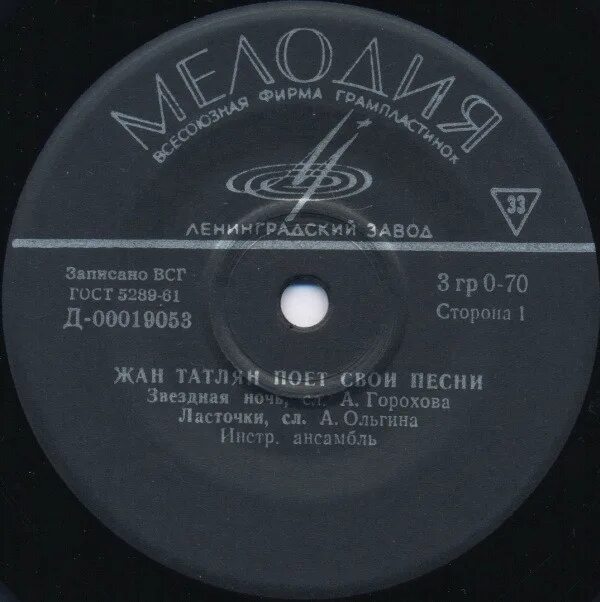 МЕЛОДИЯ
ВСЕСОЮЗНАЯ ФИРМА ГРАМПЛАСТИНОК
33
ЛЕНИНГРАДСКИЙ ЗАВОД
Записано ВСГ
ГОСТ 5289-61
Д-00019053
3 гр 0-70
Сторона 1
ЖАН ТАТЛЯН ПОЕТ СВОИ ПЕСНИ
Звездная ночь, сл. А. Горохова
Ласточки, сл. А. Ольгина
Инстр. ансамбль